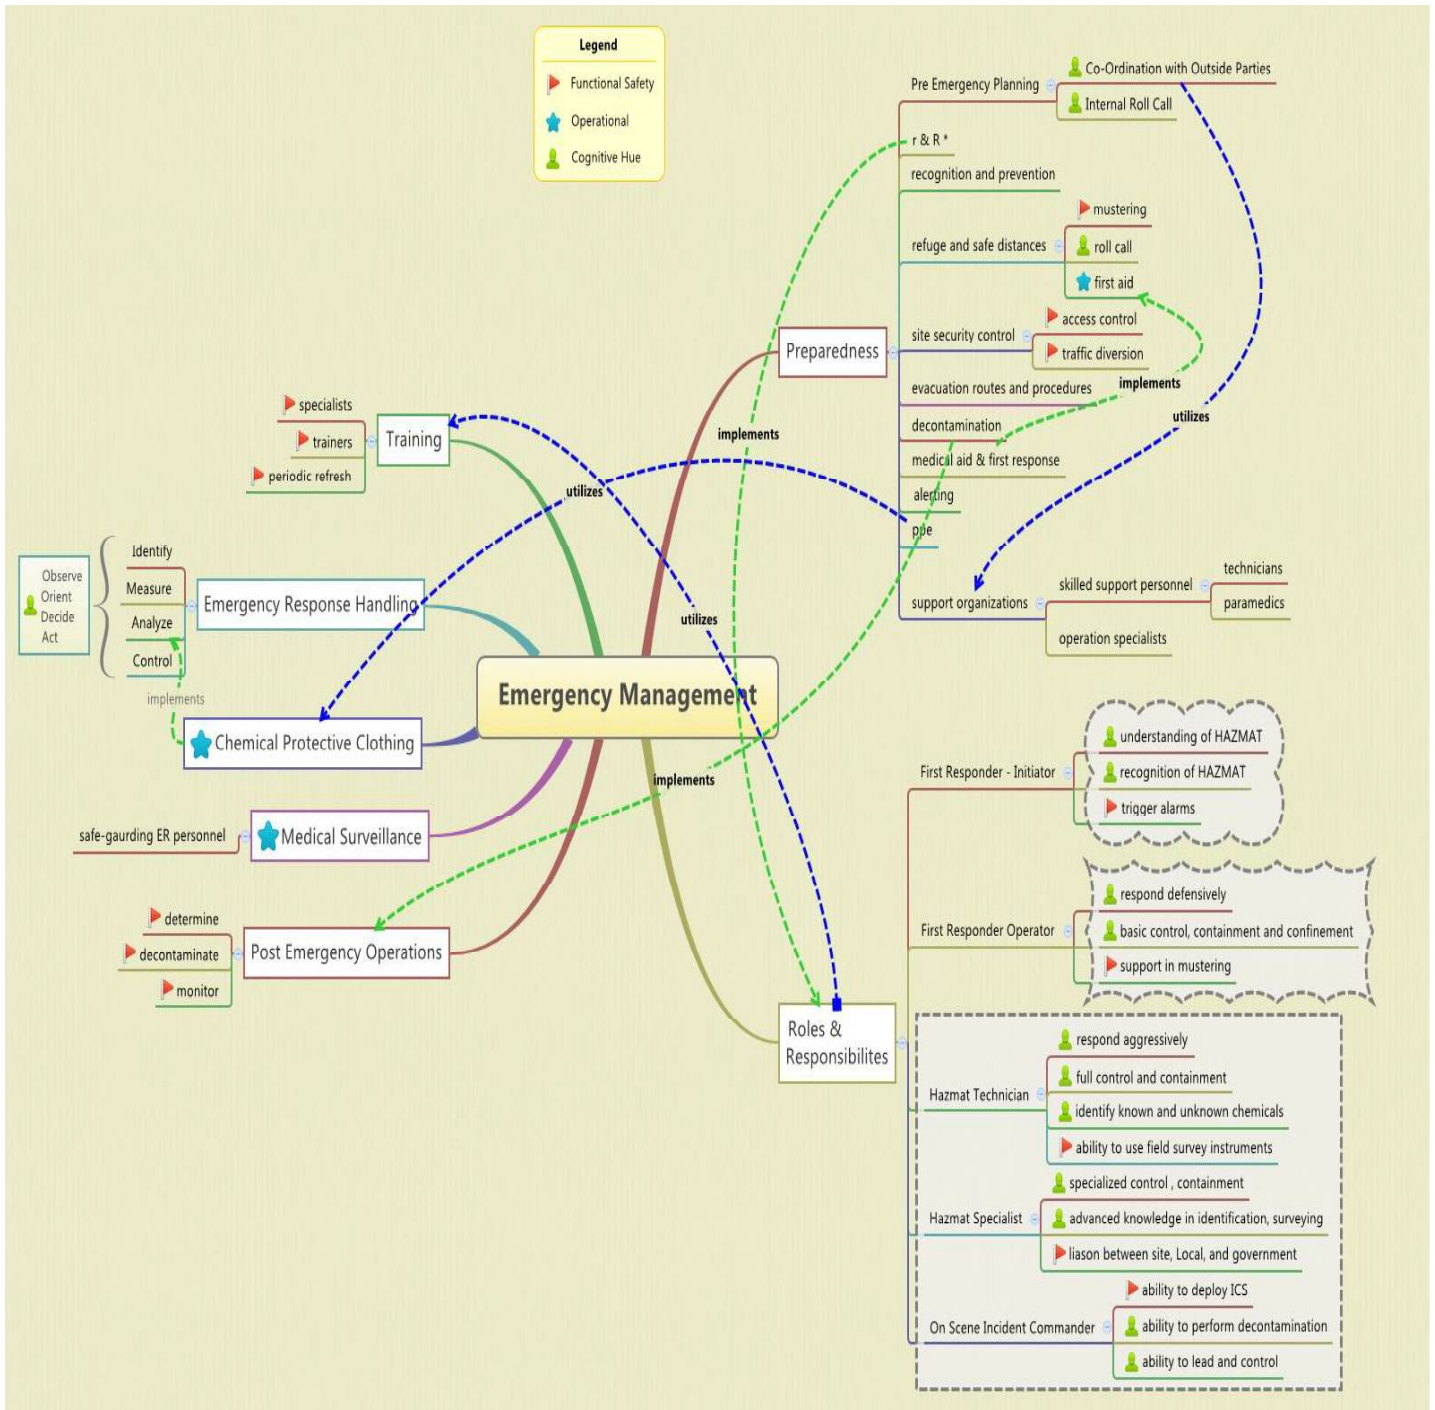 Legend
Functional Safety
Operational
Cognitive Hue
Pre Emergency Planning
Co-Ordination with Outside Parties
Internal Roll Call
r & R *
recognition and prevention
refuge and safe distances
mustering
roll call
first aid
Preparedness
site security control
access control
traffic diversion
evacuation routes and procedures
implements
utilizes
decontamination
medical aid & first response
alerting
ppe
support organizations
skilled support personnel
technicians
paramedics
operation specialists
implements
specialists
trainers
periodic refresh
Training
utilizes
utilizes
Observe
Orient
Decide
Act
Identify
Measure
Analyze
Control
Emergency Response Handling
implements
Emergency Management
Chemical Protective Clothing
implements
safe-gaurding ER personnel
Medical Surveillance
determine
decontaminate
monitor
Post Emergency Operations
Roles &
Responsibilites
First Responder - Initiator
understanding of HAZMAT
recognition of HAZMAT
trigger alarms
First Responder Operator
respond defensively
basic control, containment and confinement
support in mustering
Hazmat Technician
respond aggressively
full control and containment
identify known and unknown chemicals
ability to use field survey instruments
Hazmat Specialist
specialized control , containment
advanced knowledge in identification, surveying
liason between site, Local, and government
On Scene Incident Commander
ability to deploy ICS
ability to perform decontamination
ability to lead and control